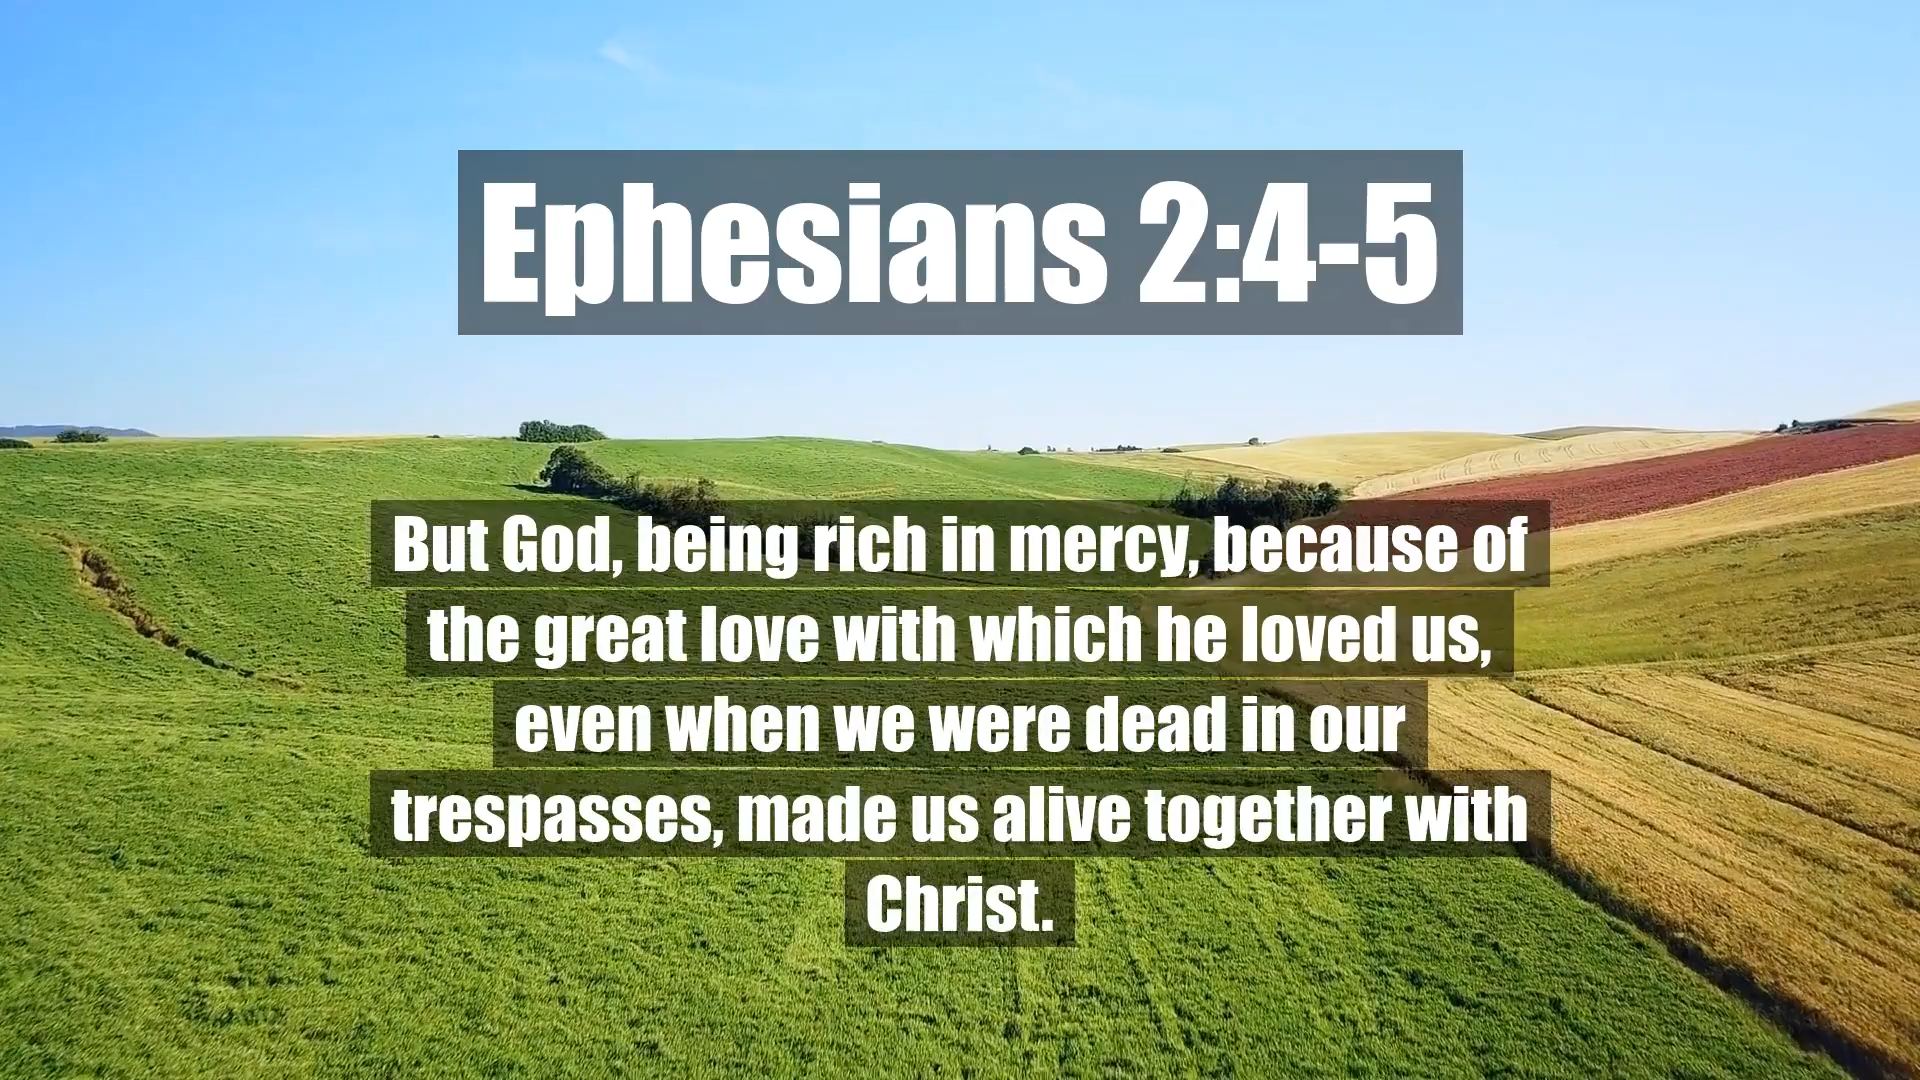 Ephesians 2:4-5
But God, being rich in mercy, because of
the great love with which he loved us,
even when we were dead in our
trespasses, made us alive together with
Christ.